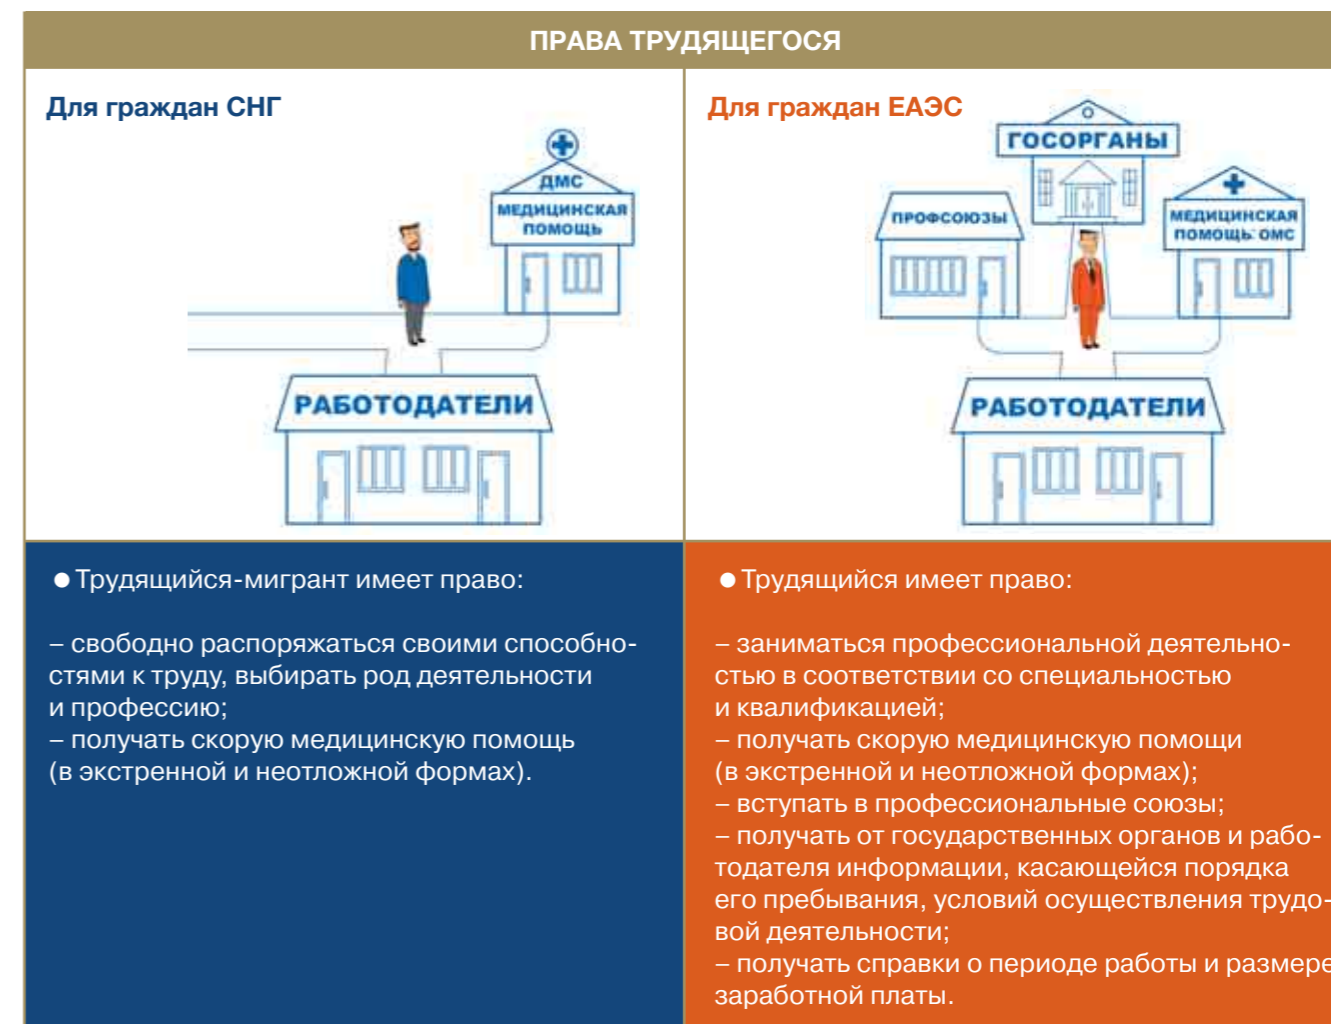 ПРАВА ТРУДЯЩЕГОСЯ
Для граждан СНГ
ДМС
МЕДИЦИНСКАЯ
ПОМОЩЬ
РАБОТОДАТЕЛИ
● Трудящийся-мигрант имеет право:
– свободно распоряжаться своими способно-
стями к труду, выбирать род деятельности
и профессию;
– получать скорую медицинскую помощь
(в экстренной и неотложной формах).
Для граждан ЕАЭС
ГОСОРГАНЫ
ПРОФСОЮЗЫ
МЕДИЦИНСКАЯ
ПОМОЩЬ: ОМС
РАБОТОДАТЕЛИ
● Трудящийся имеет право:
– заниматься профессиональной деятельно-
стью в соответствии со специальностью
и квалификацией;
– получать скорую медицинскую помощи
(в экстренной и неотложной формах);
– вступать в профессиональные союзы;
– получать от государственных органов и рабо-
тодателя информации, касающейся порядка
его пребывания, условий осуществления трудо-
вой деятельности;
– получать справки о периоде работы и размере
заработной платы.